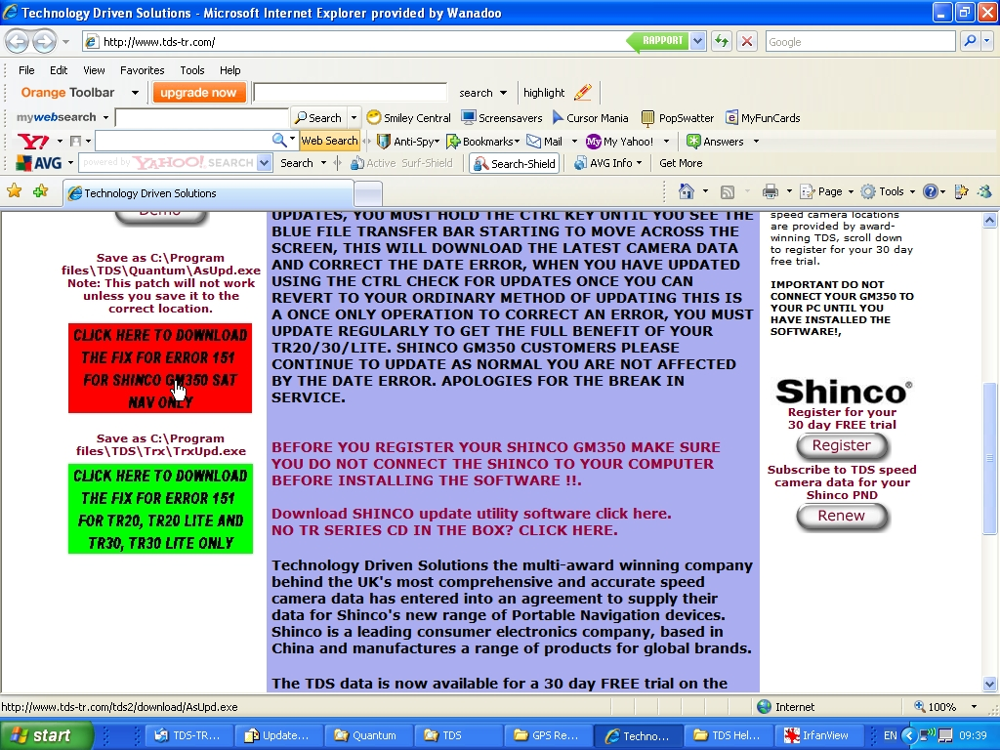 Technology Driven Solutions - Microsoft Internet Explorer provided by Wanadoo
http://www.tds-tr.com/
RAPPORT
Google
File Edit View Favorites Tools Help
Orange Toolbar upgrade now search highlight
mywebsearch Search Smiley Central Screensavers Cursor Mania PopSwatter MyFunCards
Y! Web Search Anti-Spy Bookmarks Mail My Yahoo! Answers
AVG powered by YAHOO! SEARCH Search Active Surf-Shield Search-Shield AVG Info Get More
Technology Driven Solutions Page Tools
Demo
Save as C:\Program
files\TDS\Quantum\AsUpd.exe
Note: This patch will not work
unless you save it to the
correct location.
CLICK HERE TO DOWNLOAD
THE FIX FOR ERROR 151
FOR SHINCO GM350 SAT
NAV ONLY
Save as C:\Program
files\TDS\Trx\TrxUpd.exe
CLICK HERE TO DOWNLOAD
THE FIX FOR ERROR 151
FOR TR20, TR20 LITE AND
TR30, TR30 LITE ONLY
UPDATES, YOU MUST HOLD THE CTRL KEY UNTIL YOU SEE THE
BLUE FILE TRANSFER BAR STARTING TO MOVE ACROSS THE
SCREEN, THIS WILL DOWNLOAD THE LATEST CAMERA DATA
AND CORRECT THE DATE ERROR, WHEN YOU HAVE UPDATED
USING THE CTRL CHECK FOR UPDATES ONCE YOU CAN
REVERT TO YOUR ORDINARY METHOD OF UPDATING THIS IS
A ONCE ONLY OPERATION TO CORRECT AN ERROR, YOU MUST
UPDATE REGULARLY TO GET THE FULL BENEFIT OF YOUR
TR20/30/LITE. SHINCO GM350 CUSTOMERS PLEASE
CONTINUE TO UPDATE AS NORMAL YOU ARE NOT AFFECTED
BY THE DATE ERROR. APOLOGIES FOR THE BREAK IN
SERVICE.
BEFORE YOU REGISTER YOUR SHINCO GM350 MAKE SURE
YOU DO NOT CONNECT THE SHINCO TO YOUR COMPUTER
BEFORE INSTALLING THE SOFTWARE !!.
Download SHINCO update utility software click here.
NO TR SERIES CD IN THE BOX? CLICK HERE.
Technology Driven Solutions the multi-award winning company
behind the UK's most comprehensive and accurate speed
camera data has entered into an agreement to supply their
data for Shinco's new range of Portable Navigation devices.
Shinco is a leading consumer electronics company, based in
China and manufactures a range of products for global brands.
The TDS data is now available for a 30 day FREE trial on the
speed camera locations
are provided by award-
winning TDS, scroll down
to register for your 30 day
free trial.
IMPORTANT DO NOT
CONNECT YOUR GM350 TO
YOUR PC UNTIL YOU
HAVE INSTALLED THE
SOFTWARE!,
Shinco®
Register for your
30 day FREE trial
Register
Subscribe to TDS speed
camera data for your
Shinco PND
Renew
http://www.tds-tr.com/tds2/download/AsUpd.exe Internet 100%
start TDS-TR... Update... Quantum TDS GPS Re... Techno... TDS Hel... IrfanView EN 09:39